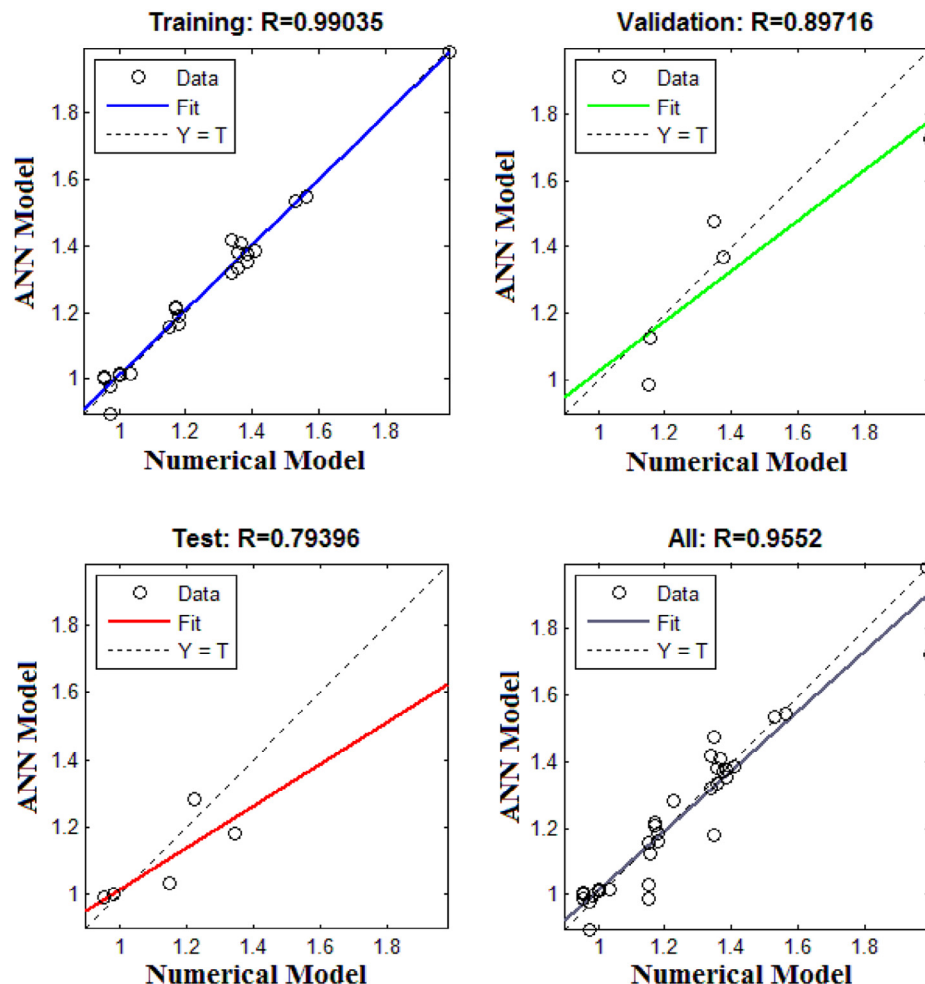 Training: R=0.99035
Data
Fit
Y = T
1.8
1.6
1.4
1.2
1
1
1.2
1.4
1.6
1.8
ANN Model
Numerical Model
Validation: R=0.89716
Data
Fit
Y = T
1.8
1.6
1.4
1.2
1
1
1.2
1.4
1.6
1.8
ANN Model
Numerical Model
Test: R=0.79396
Data
Fit
Y = T
1.8
1.6
1.4
1.2
1
1
1.2
1.4
1.6
1.8
ANN Model
Numerical Model
All: R=0.9552
Data
Fit
Y = T
1.8
1.6
1.4
1.2
1
1
1.2
1.4
1.6
1.8
ANN Model
Numerical Model